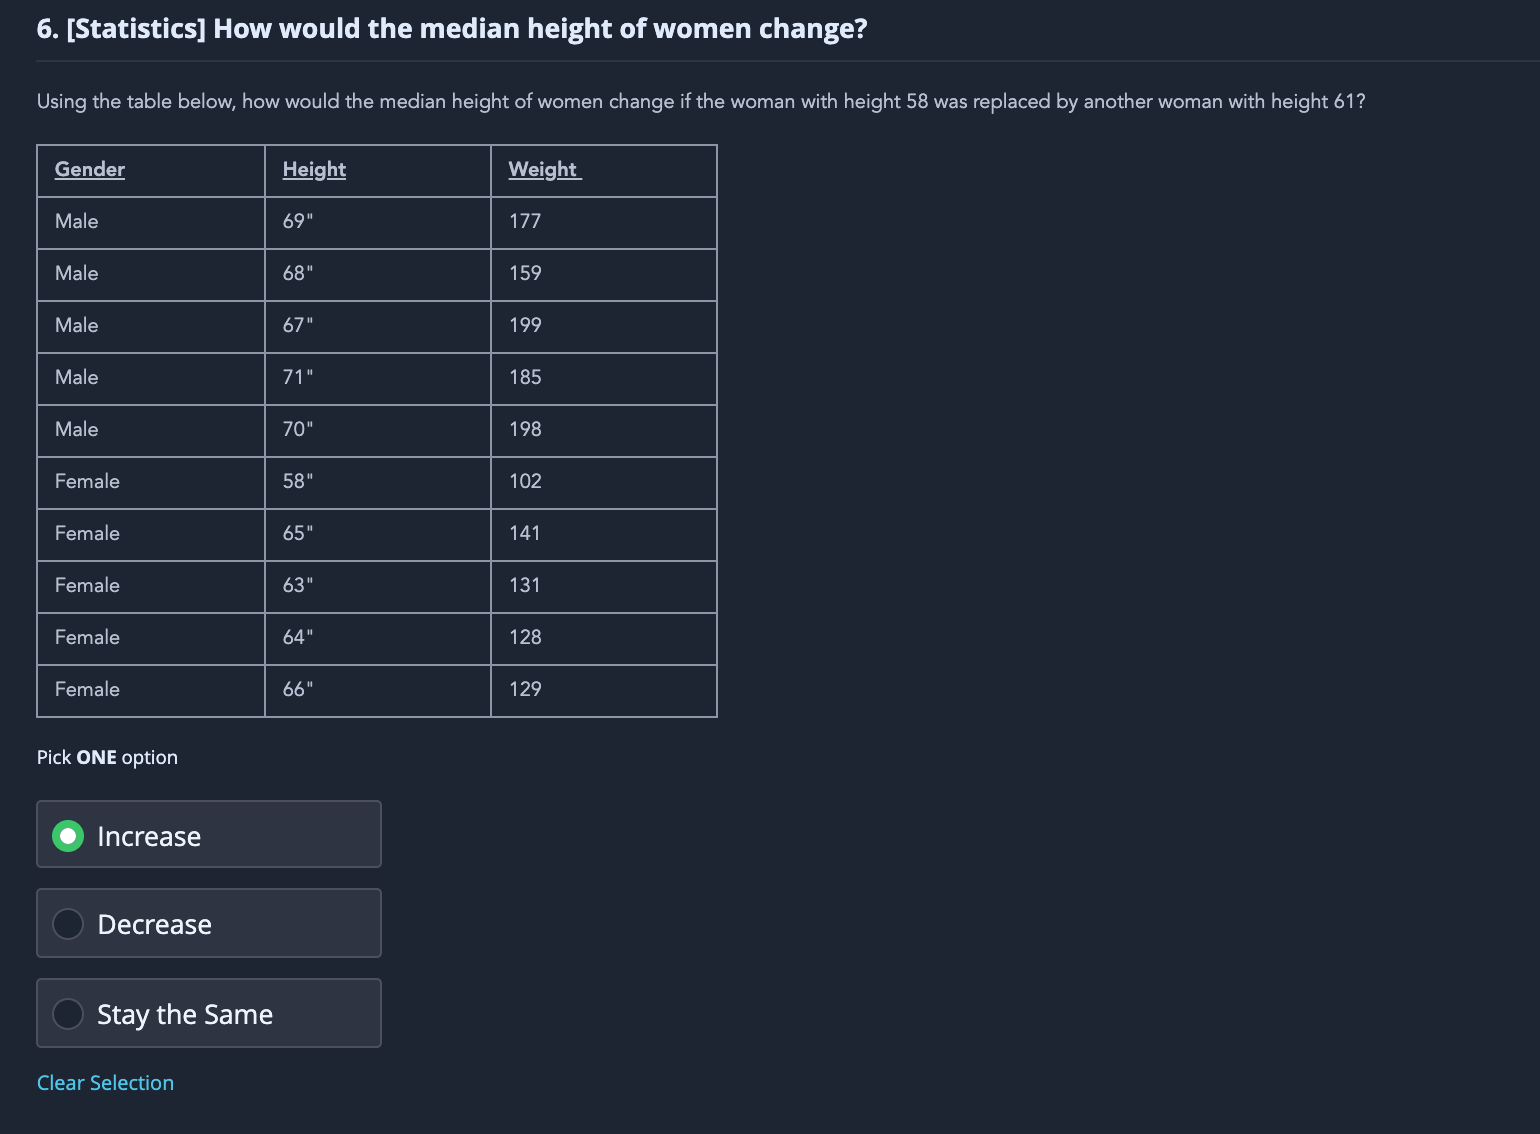 6. [Statistics] How would the median height of women change?
Using the table below, how would the median height of women change if the woman with height 58 was replaced by another woman with height 61?
Gender Height Weight
Male 69" 177
Male 68" 159
Male 67" 199
Male 71" 185
Male 70" 198
Female 58" 102
Female 65" 141
Female 63" 131
Female 64" 128
Female 66" 129
Pick ONE option
Increase
Decrease
Stay the Same
Clear Selection